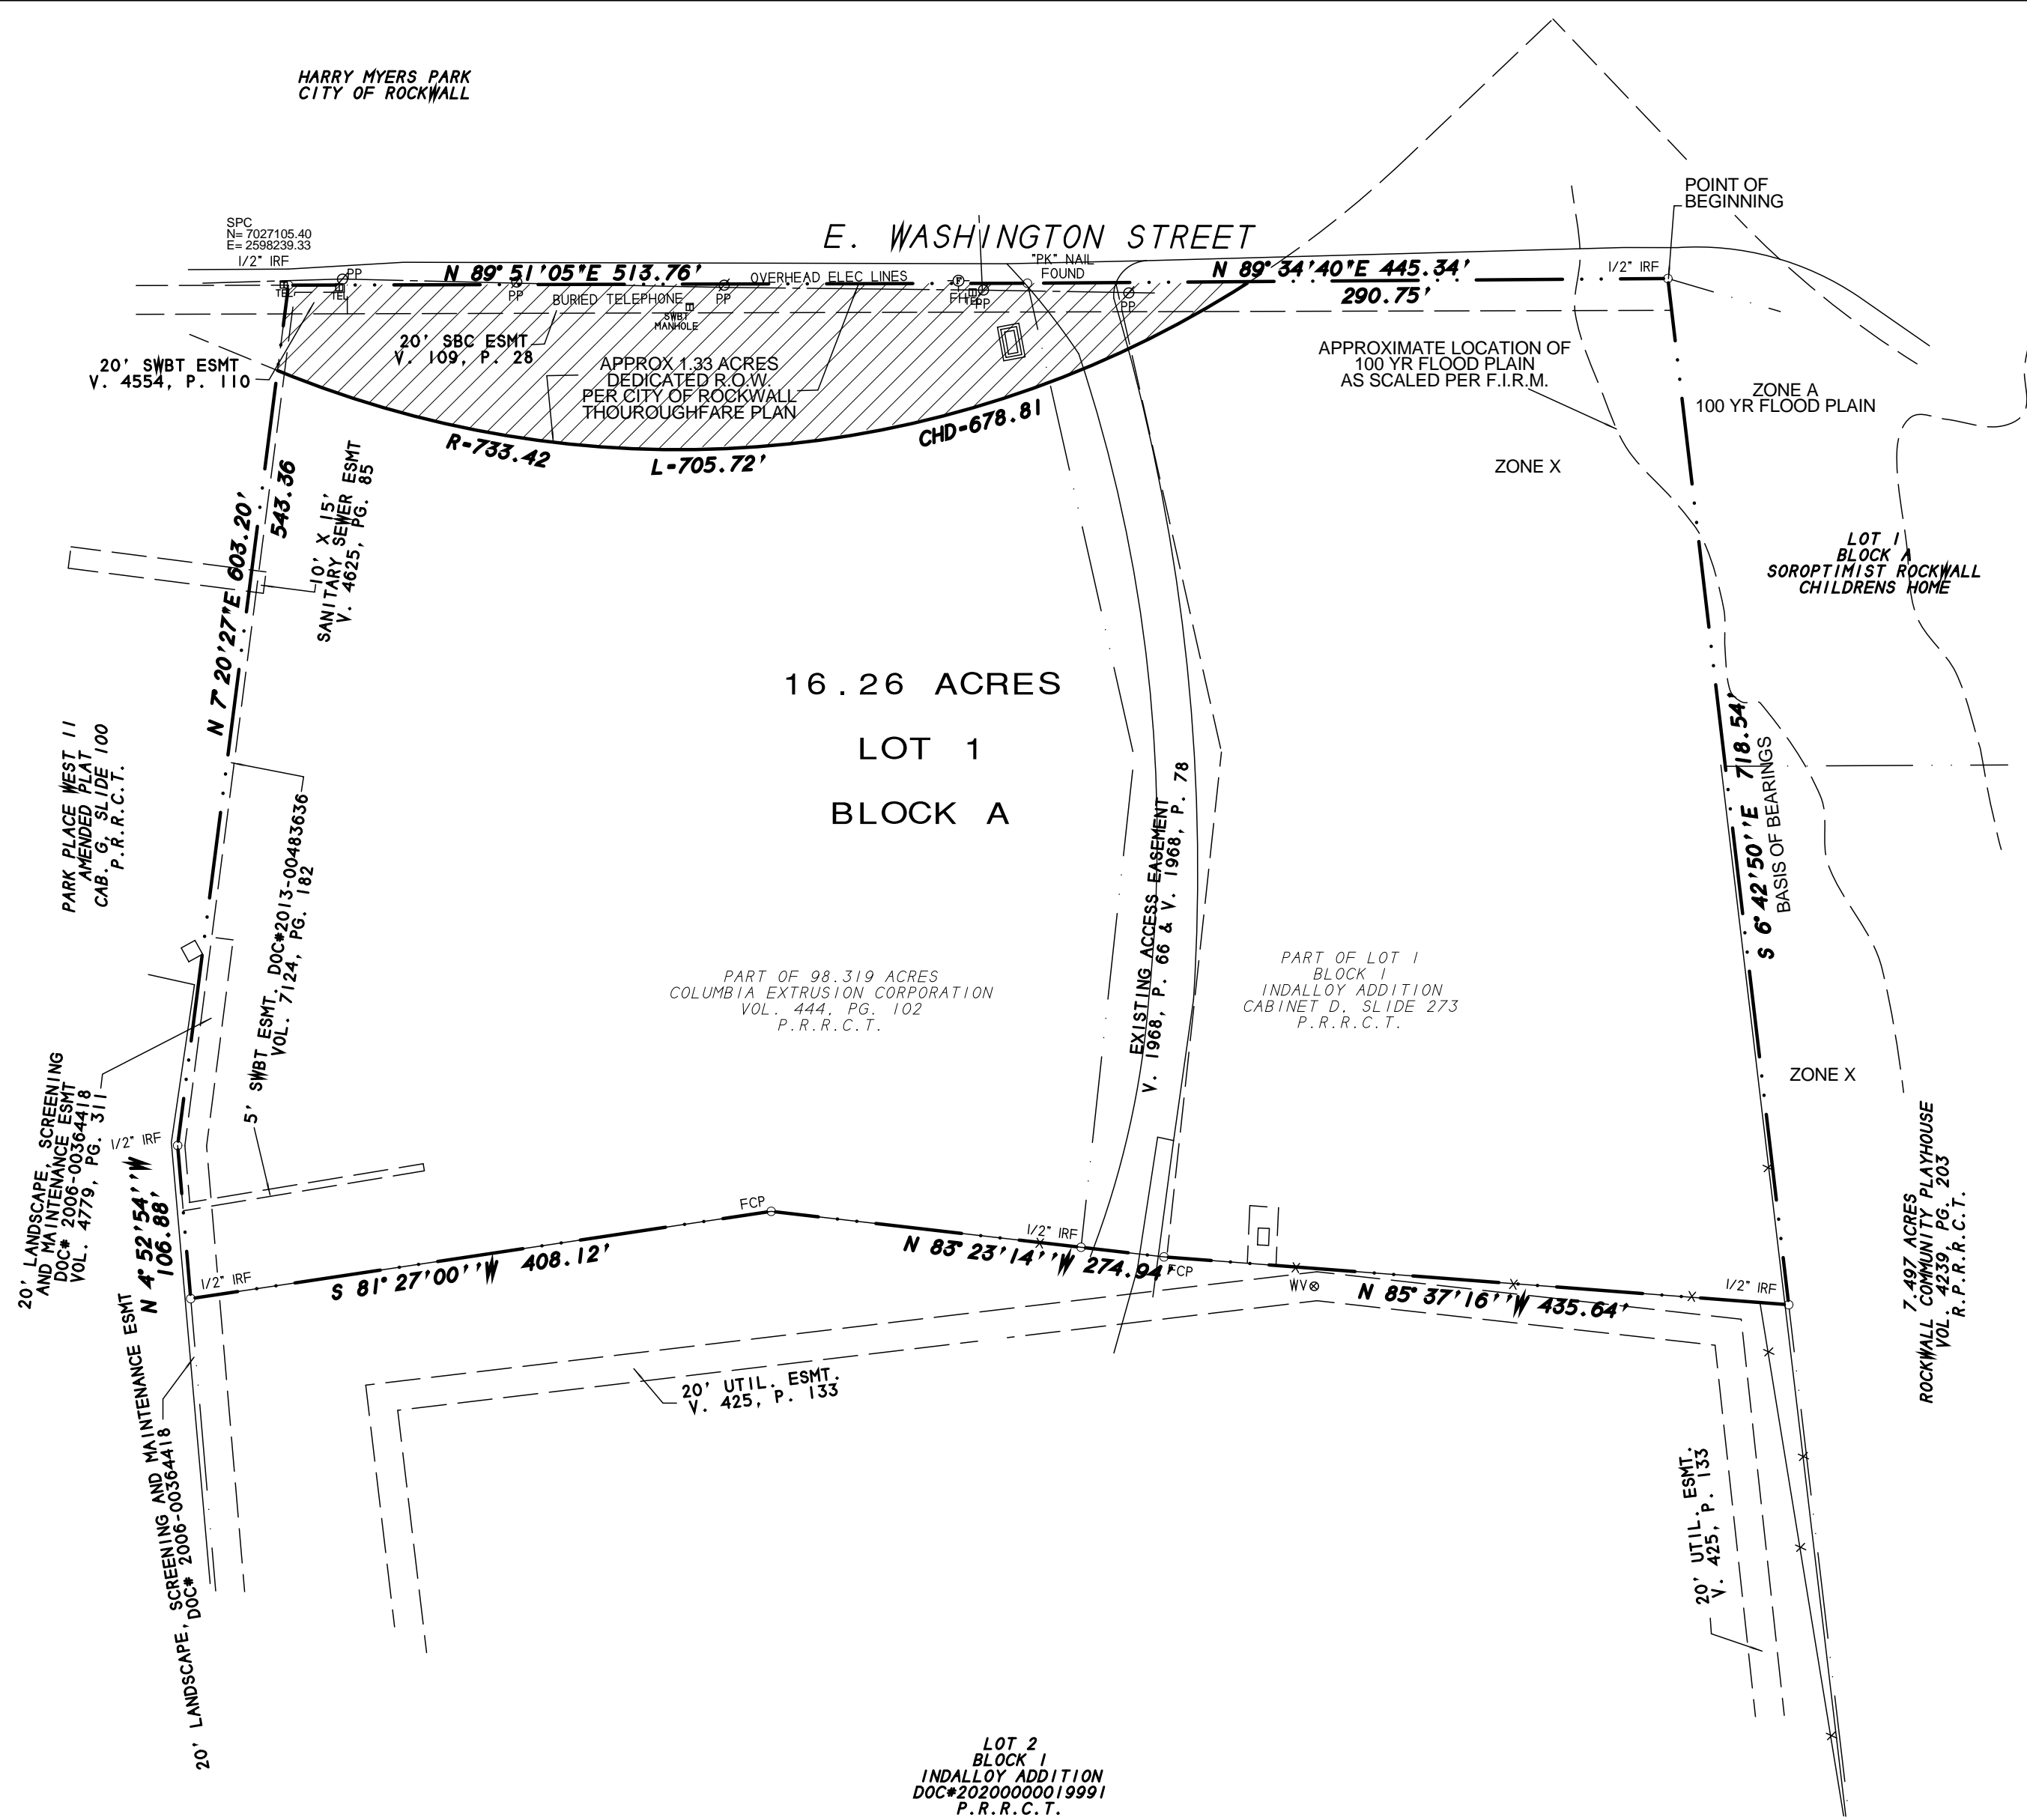 HARRY MYERS PARK
CITY OF ROCKWALL
POINT OF
BEGINNING
SPC
N= 7027105.40
E= 2598239.33
1/2" IRF
E. WASHINGTON STREET
"PK" NAIL
FOUND
N 89° 51'05"E 513.76'
OVERHEAD ELEC LINES
N 89° 34'40"E 445.34'
290.75'
1/2" IRF
PP
TEL
TEL
PP
BURIED TELEPHONE
PP
SWBT
MANHOLE
FH
TEL
PP
PP
20' SBC ESMT
V. 109, P. 28
20' SWBT ESMT
V. 4554, P. 110
APPROX 1.33 ACRES
DEDICATED R.O.W.
PER CITY OF ROCKWALL
THOUROUGHFARE PLAN
APPROXIMATE LOCATION OF
100 YR FLOOD PLAIN
AS SCALED PER F.I.R.M.
ZONE A
100 YR FLOOD PLAIN
R=733.42
L=705.72'
CHD=678.81
ZONE X
N 7° 20'27"E 603.20'
543.36
10' X 15'
SANITARY SEWER ESMT
V. 4625, PG. 85
LOT 1
BLOCK A
SOROPTIMIST ROCKWALL
CHILDRENS HOME
16.26 ACRES
LOT 1
BLOCK A
PARK PLACE WEST 11
AMENDED PLAT
CAB. G, SLIDE 100
P.R.R.C.T.
5' SWBT ESMT. DOC#2013-00483636
VOL. 7124, PG. 182
EXISTING ACCESS EASEMENT
V. 1968, P. 66 & V. 1968, P. 78
S 6° 42'50''E 718.54'
BASIS OF BEARINGS
PART OF 98.319 ACRES
COLUMBIA EXTRUSION CORPORATION
VOL. 444, PG. 102
P.R.R.C.T.
PART OF LOT 1
BLOCK 1
INDALLOY ADDITION
CABINET D, SLIDE 273
P.R.R.C.T.
ZONE X
20' LANDSCAPE, SCREENING
AND MAINTENANCE ESMT
DOC# 2006-00364418
VOL. 4779, PG. 311
1/2" IRF
N 4° 52'54''W
106.88'
1/2" IRF
S 81° 27'00''W 408.12'
FCP
1/2" IRF
N 83° 23'14''W 274.94'
FCP
WV
N 85° 37'16''W 435.64'
1/2" IRF
7.497 ACRES
ROCKWALL COMMUNITY PLAYHOUSE
VOL. 4239, PG. 203
R.P.R.R.C.T.
20' LANDSCAPE, SCREENING AND MAINTENANCE ESMT
DOC# 2006-00364418
20' UTIL. ESMT.
V. 425, P. 133
20' UTIL. ESMT.
V. 425, P. 133
LOT 2
BLOCK 1
INDALLOY ADDITION
DOC#20200000019991
P.R.R.C.T.